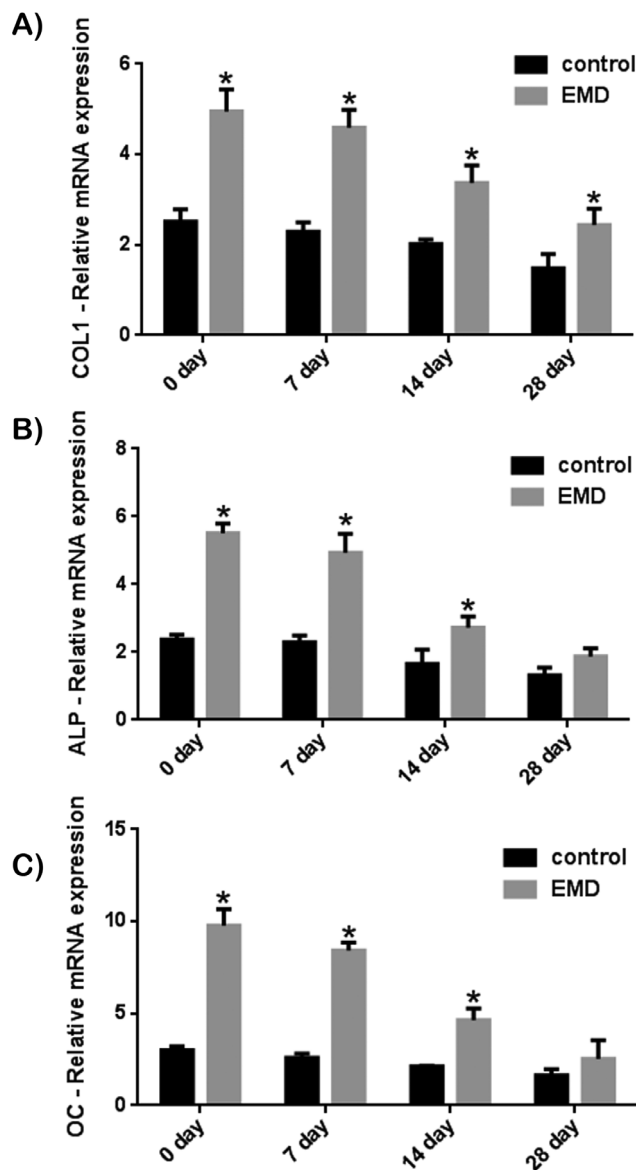 A)
COL1 - Relative mRNA expression
6
4
2
0
*
*
*
*
control
EMD
0 day
7 day
14 day
28 day
B)
ALP - Relative mRNA expression
8
6
4
2
0
*
*
*
control
EMD
0 day
7 day
14 day
28 day
C)
OC - Relative mRNA expression
15
10
5
0
*
*
*
control
EMD
0 day
7 day
14 day
28 day